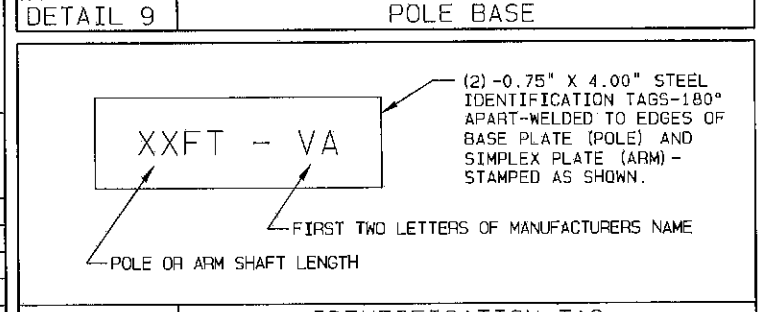 DETAIL 9
POLE BASE
(2)-0.75" X 4.00" STEEL
IDENTIFICATION TAGS-180°
APART-WELDED TO EDGES OF
BASE PLATE (POLE) AND
SIMPLEX PLATE (ARM)-
STAMPED AS SHOWN.
XXFT - VA
FIRST TWO LETTERS OF MANUFACTURERS NAME
POLE OR ARM SHAFT LENGTH
IDENTIFICATION TAG